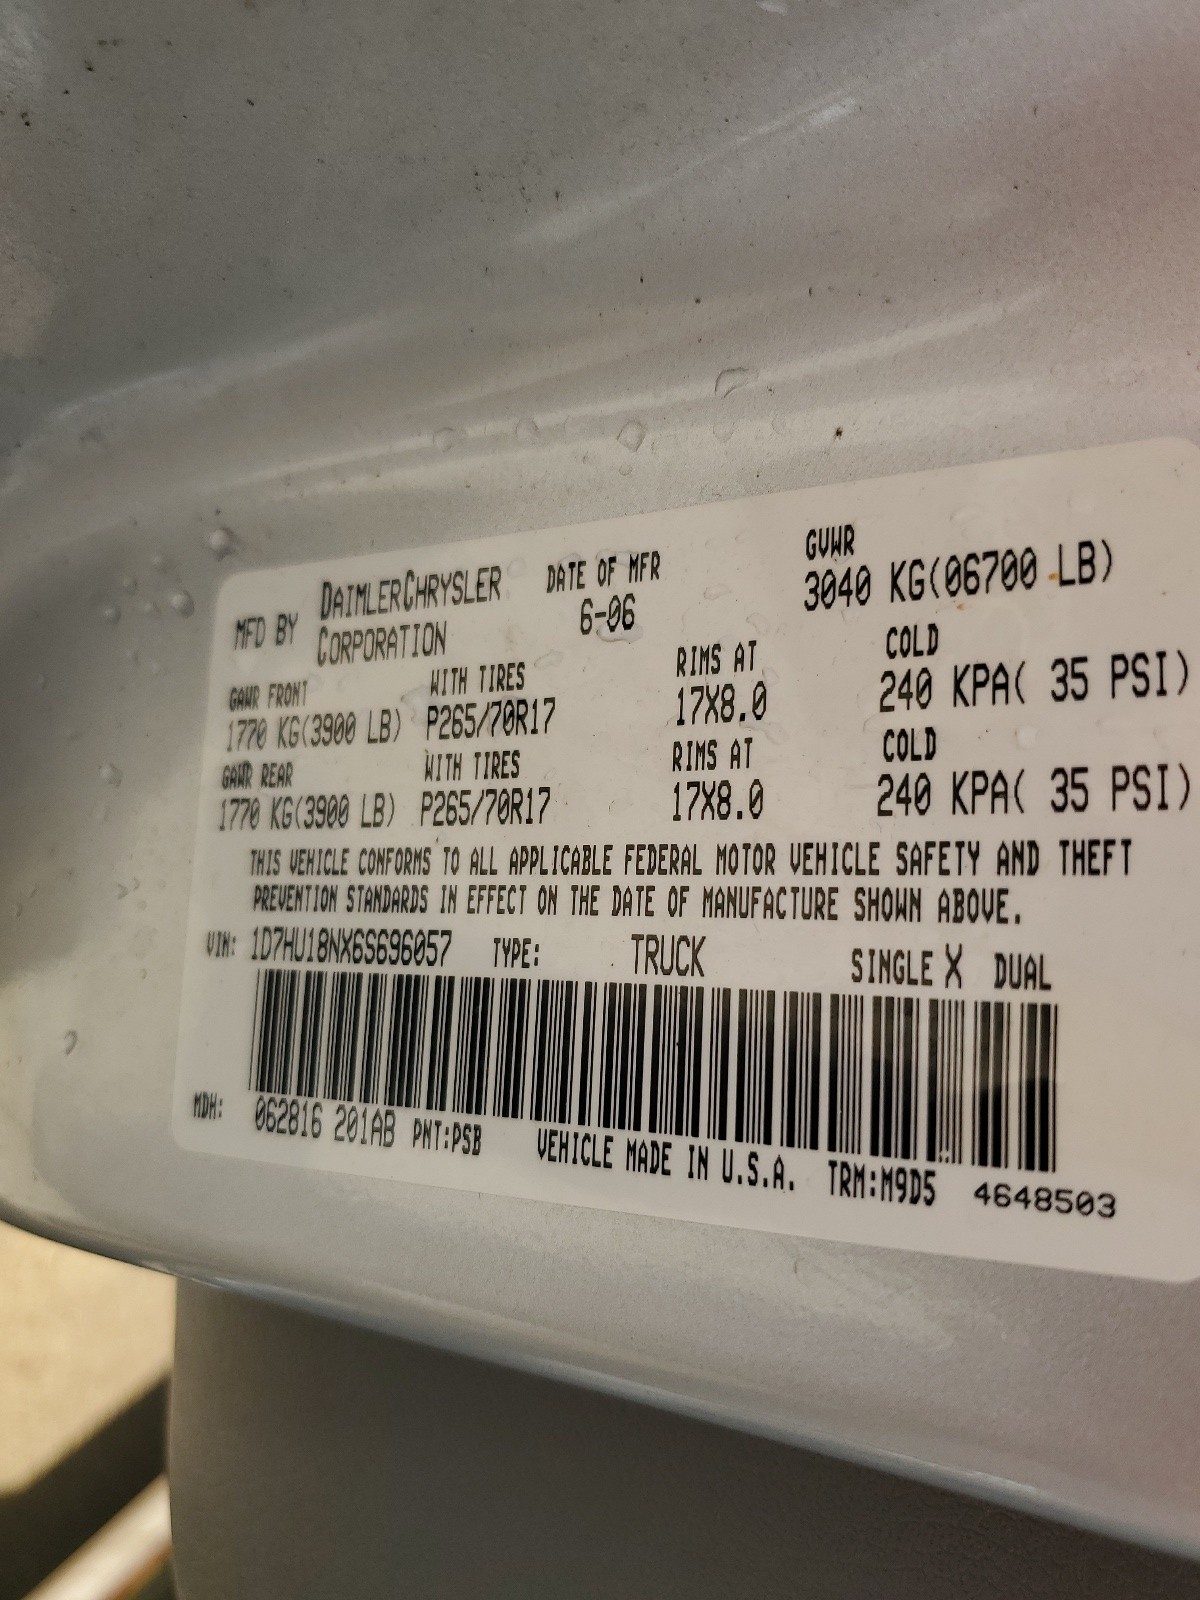 MFD BY DAIMLERCHRYSLER CORPORATION DATE OF MFR 6-06 GVWR 3040 KG(06700 LB)
GAWR FRONT WITH TIRES RIMS AT COLD
1770 KG(3900 LB) P265/70R17 17X8.0 240 KPA( 35 PSI)
GAWR REAR WITH TIRES RIMS AT COLD
1770 KG(3900 LB) P265/70R17 17X8.0 240 KPA( 35 PSI)
THIS VEHICLE CONFORMS TO ALL APPLICABLE FEDERAL MOTOR VEHICLE SAFETY AND THEFT
PREVENTION STANDARDS IN EFFECT ON THE DATE OF MANUFACTURE SHOWN ABOVE.
VIN: 1D7HU18NX6S696057 TYPE: TRUCK SINGLE X DUAL
MDH: 062816 201AB PNT:PSB VEHICLE MADE IN U.S.A. TRM:M9D5 4648503